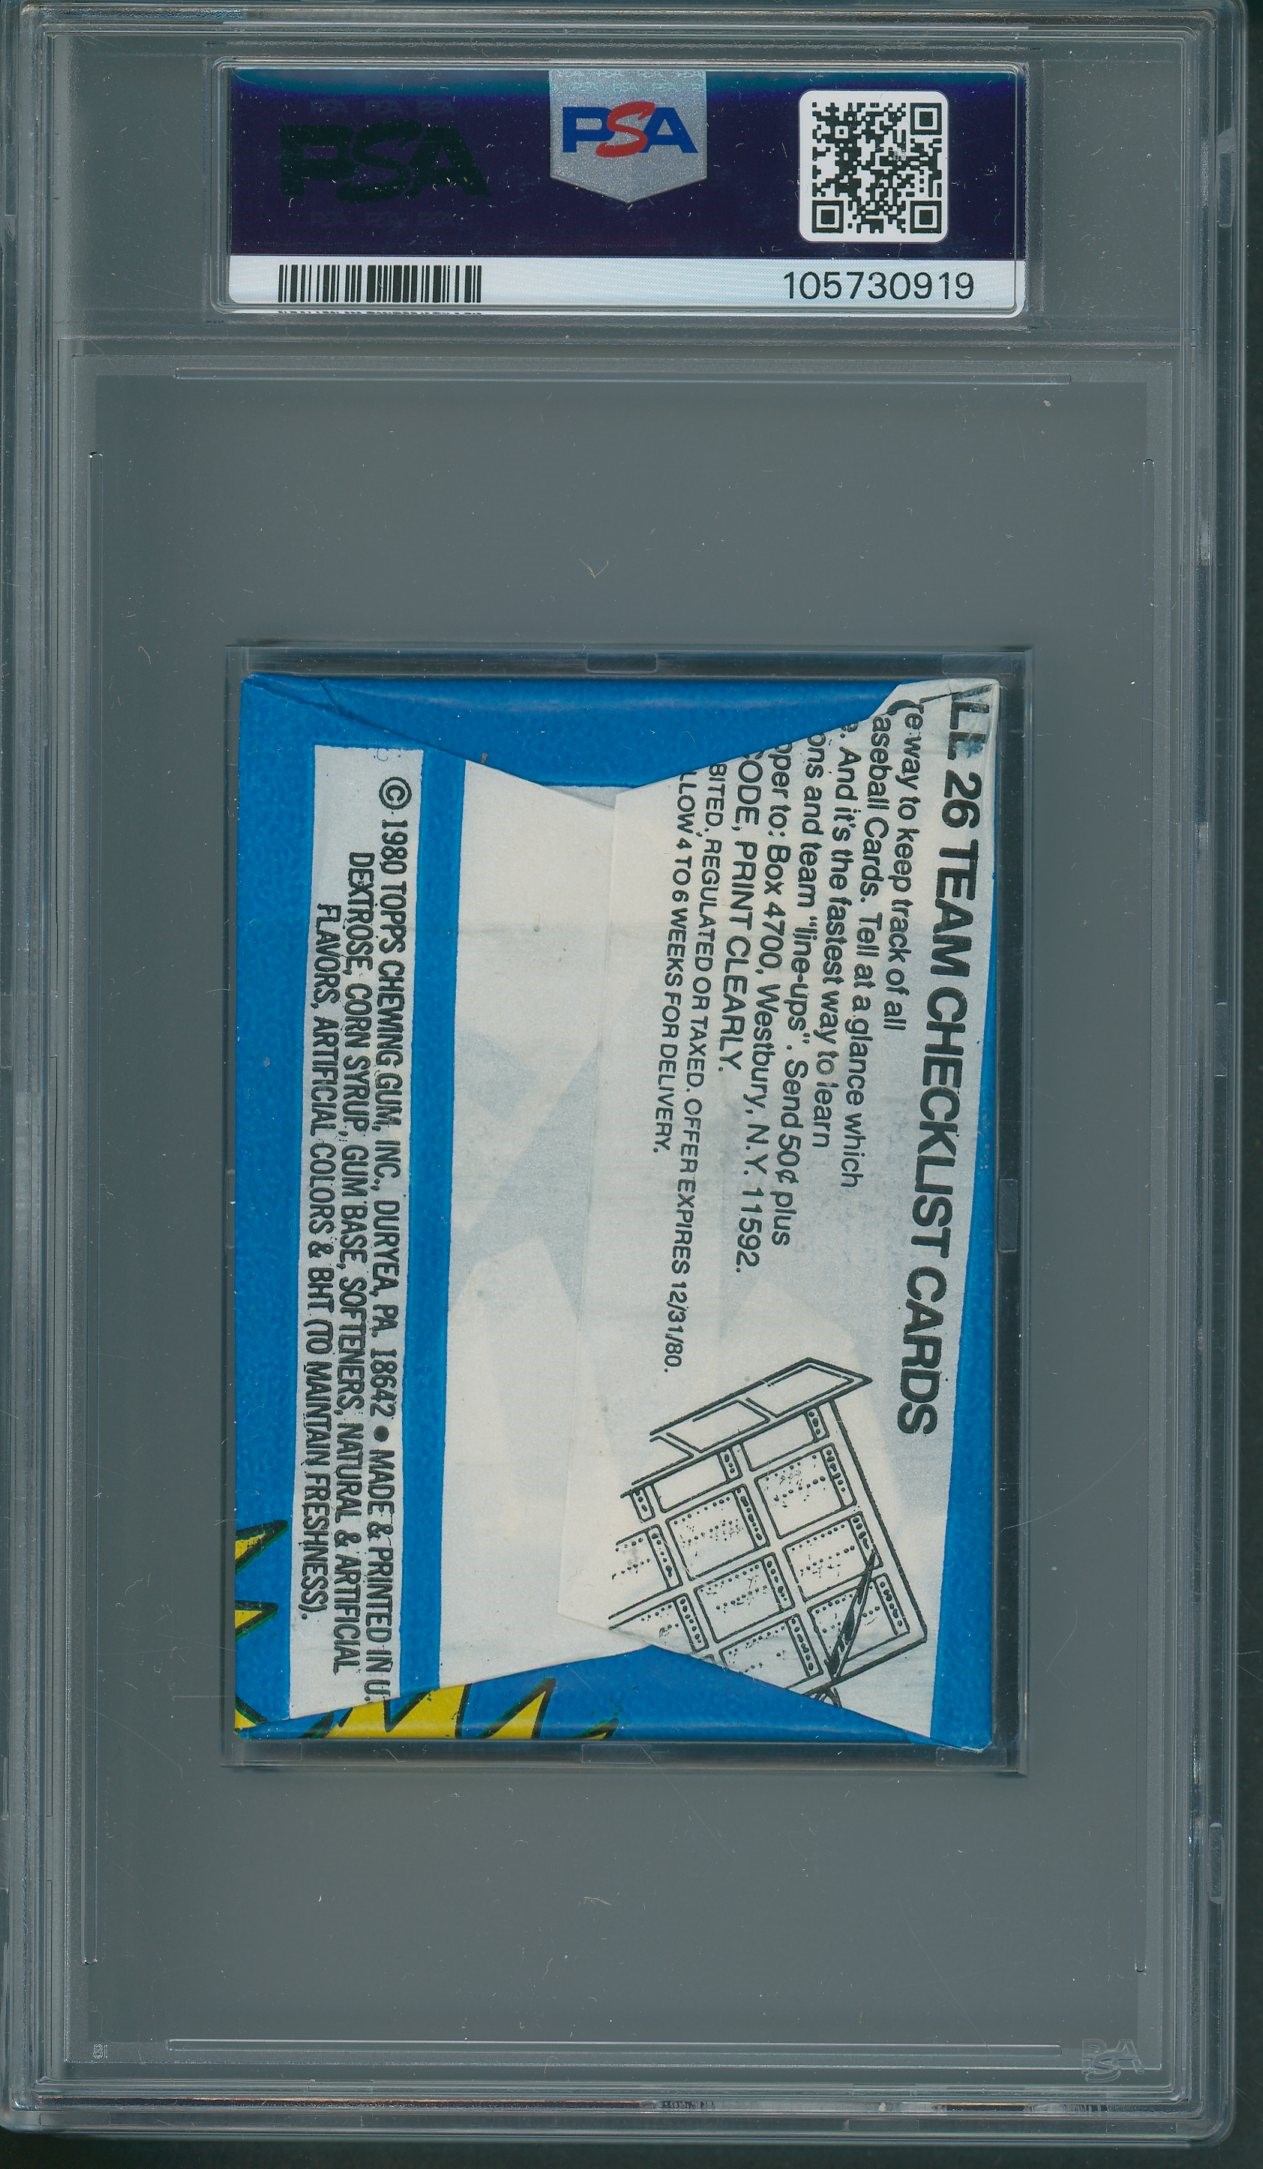 PSA
PSA
105730919
26 TEAM CHECKLIST CARDS
way to keep track of all
aseball Cards. Tell at a glance which
. And it's the fastest way to learn
ons and team "line-ups". Send 50¢ plus
pper to: Box 4700, Westbury, N.Y. 11592.
ODE, PRINT CLEARLY.
BITED, REGULATED OR TAXED. OFFER EXPIRES 12/31/80.
LLOW 4 TO 6 WEEKS FOR DELIVERY.
© 1980 TOPPS CHEWING GUM, INC., DURYEA, PA. 18642 • MADE & PRINTED IN U.
DEXTROSE, CORN SYRUP, GUM BASE, SOFTENERS, NATURAL & ARTIFICIAL
FLAVORS, ARTIFICIAL COLORS & BHT (TO MAINTAIN FRESHNESS).
PSA